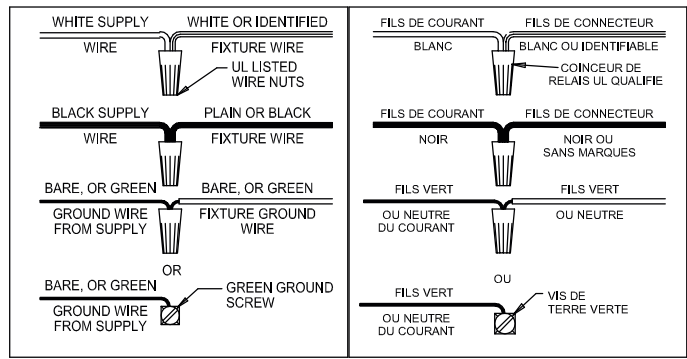 WHITE SUPPLY
WIRE
WHITE OR IDENTIFIED
FIXTURE WIRE
UL LISTED
WIRE NUTS
BLACK SUPPLY
WIRE
PLAIN OR BLACK
FIXTURE WIRE
BARE, OR GREEN
GROUND WIRE
FROM SUPPLY
BARE, OR GREEN
FIXTURE GROUND
WIRE
OR
BARE, OR GREEN
GROUND WIRE
FROM SUPPLY
GREEN GROUND
SCREW
FILS DE COURANT
BLANC
FILS DE CONNECTEUR
BLANC OU IDENTIFIABLE
COINCEUR DE
RELAIS UL QUALIFIE
FILS DE COURANT
NOIR
FILS DE CONNECTEUR
NOIR OU
SANS MARQUES
FILS VERT
OU NEUTRE
DU COURANT
FILS VERT
OU NEUTRE
OU
FILS VERT
OU NEUTRE
DU COURANT
VIS DE
TERRE VERTE